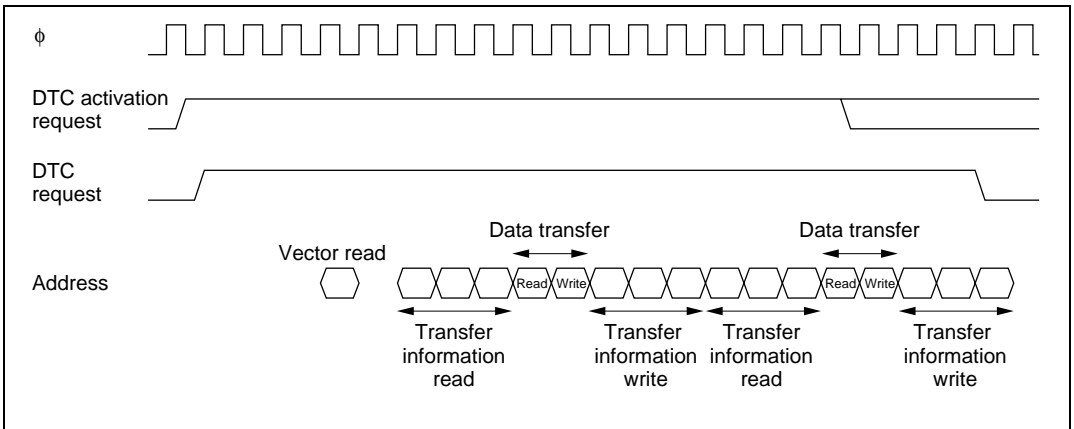 φ
DTC activation
request
DTC
request
Data transfer Data transfer
Vector read
Address Read Write Read Write
Transfer Transfer Transfer Transfer
information information information information
read write read write